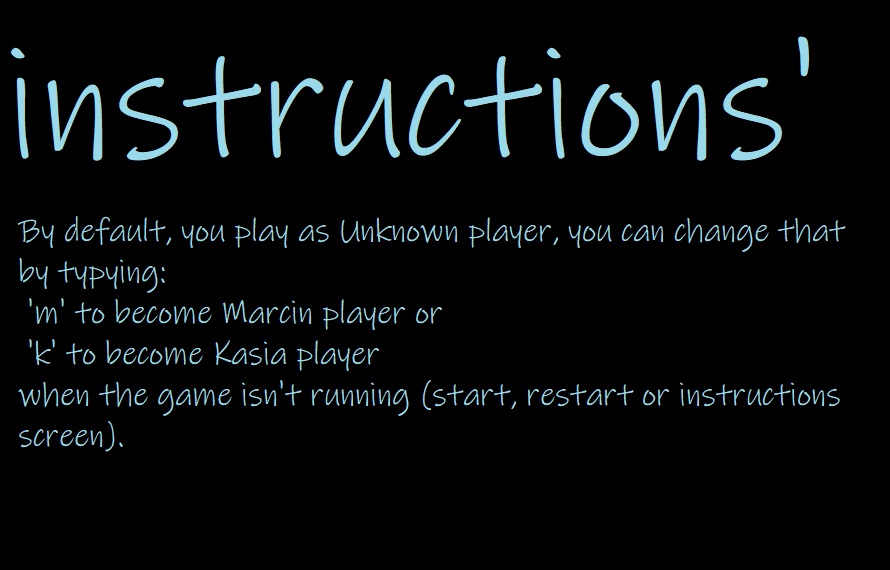 instructions'
By default, you play as Unknown player, you can change that
by typying:
'm' to become Marcin player or
'k' to become Kasia player
when the game isn't running (start, restart or instructions
screen).